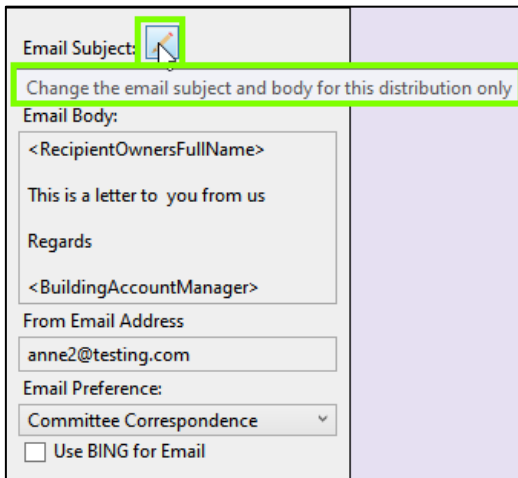 Email Subject:
Change the email subject and body for this distribution only
Email Body:
<RecipientOwnersFullName>
This is a letter to  you from us
Regards
<BuildingAccountManager>
From Email Address
anne2@testing.com
Email Preference:
Committee Correspondence
Use BING for Email